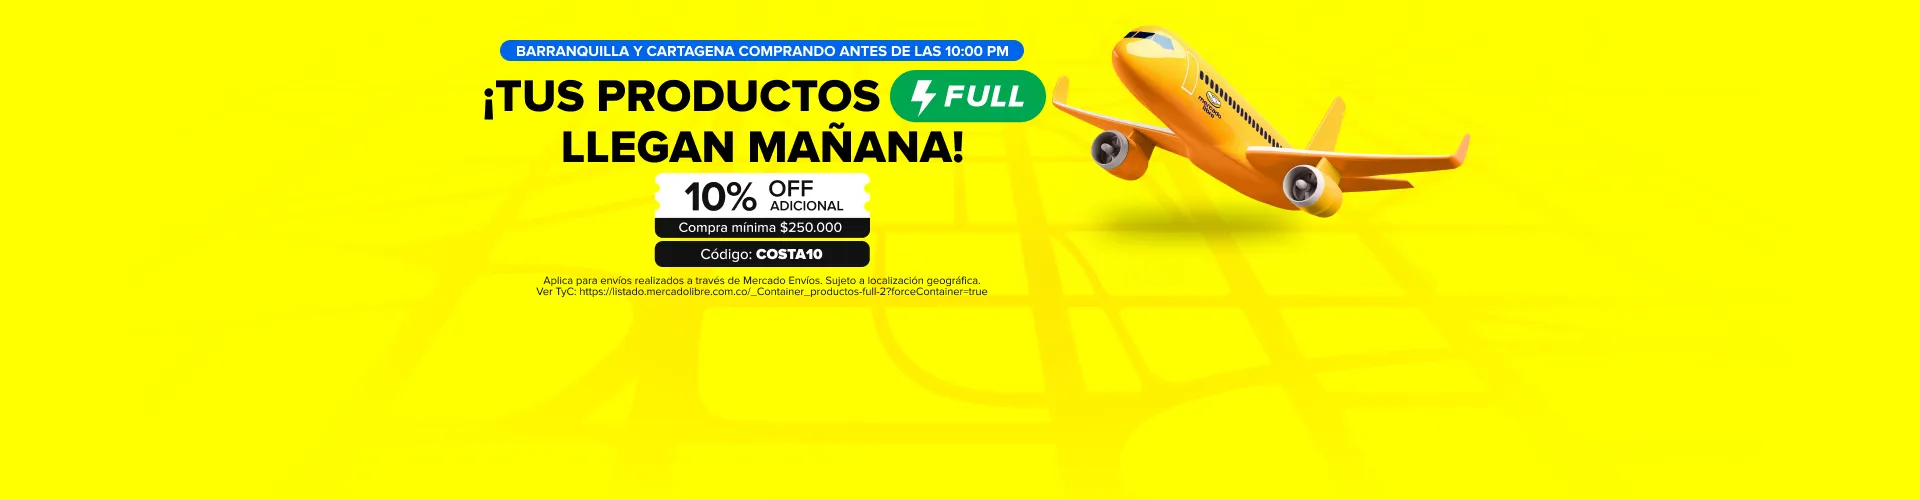 BARRANQUILLA Y CARTAGENA COMPRANDO ANTES DE LAS 10:00 PM
¡TUS PRODUCTOS FULL
LLEGAN MAÑANA!
10% OFF
ADICIONAL
Compra mínima $250.000
Código: COSTA10
Aplica para envíos realizados a través de Mercado Envíos. Sujeto a localización geográfica.
Ver TyC: https://listado.mercadolibre.com.co/_Container_productos-full-2?forceContainer=true
mercado
libre